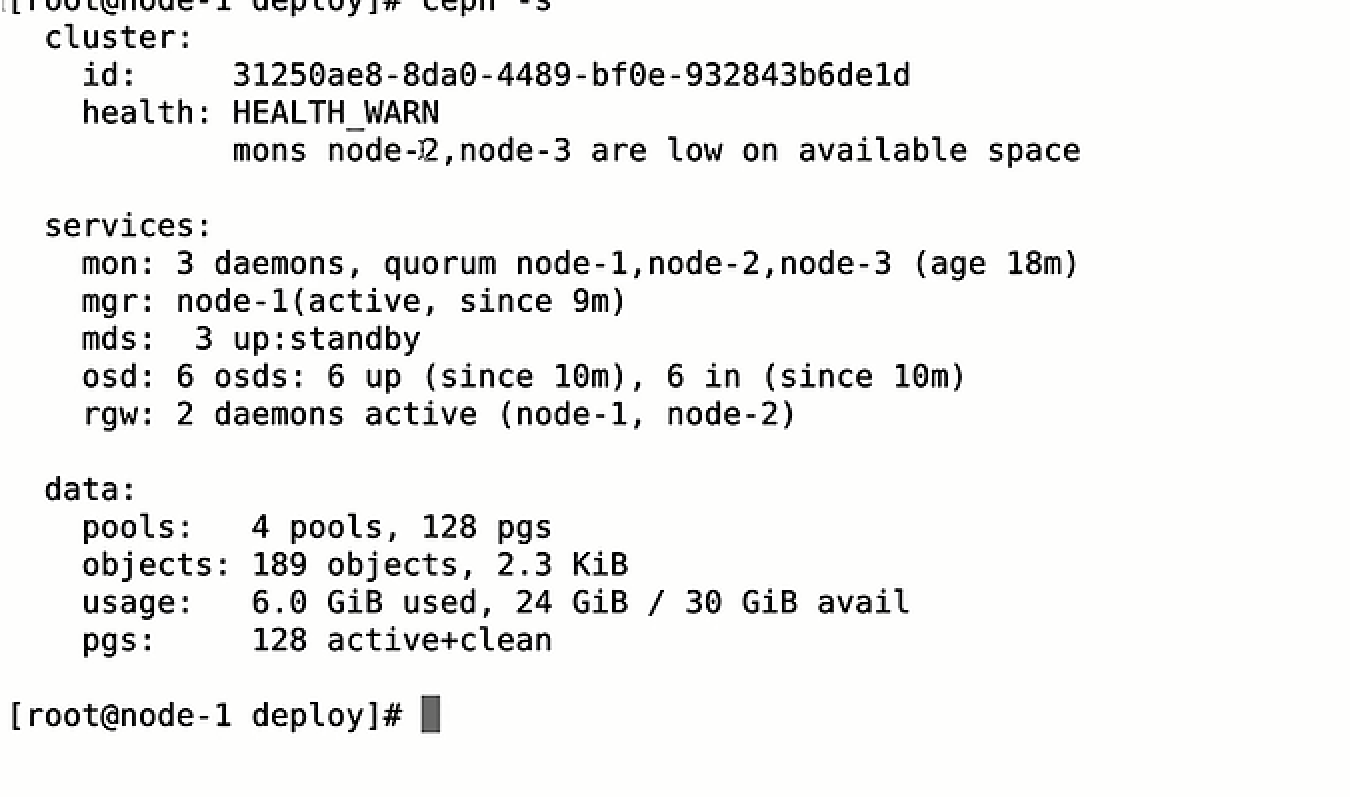 [root@node-1 deploy]# ceph -s
  cluster:
    id:     31250ae8-8da0-4489-bf0e-932843b6de1d
    health: HEALTH_WARN
            mons node-2,node-3 are low on available space

  services:
    mon: 3 daemons, quorum node-1,node-2,node-3 (age 18m)
    mgr: node-1(active, since 9m)
    mds:  3 up:standby
    osd: 6 osds: 6 up (since 10m), 6 in (since 10m)
    rgw: 2 daemons active (node-1, node-2)

  data:
    pools:   4 pools, 128 pgs
    objects: 189 objects, 2.3 KiB
    usage:   6.0 GiB used, 24 GiB / 30 GiB avail
    pgs:     128 active+clean

[root@node-1 deploy]#